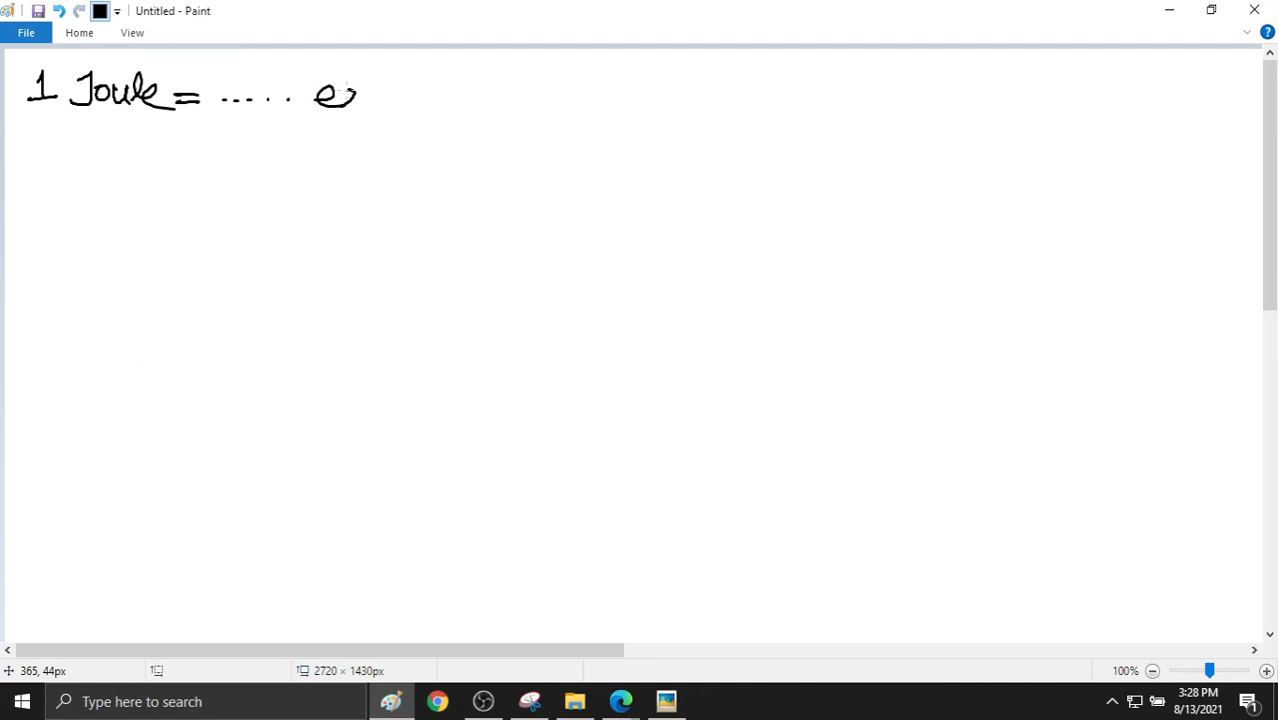 Untitled - Paint
File Home View
1 Joule = ..... e
365, 44px 2720 × 1430px 100%
Type here to search
3:28 PM
8/13/2021
1